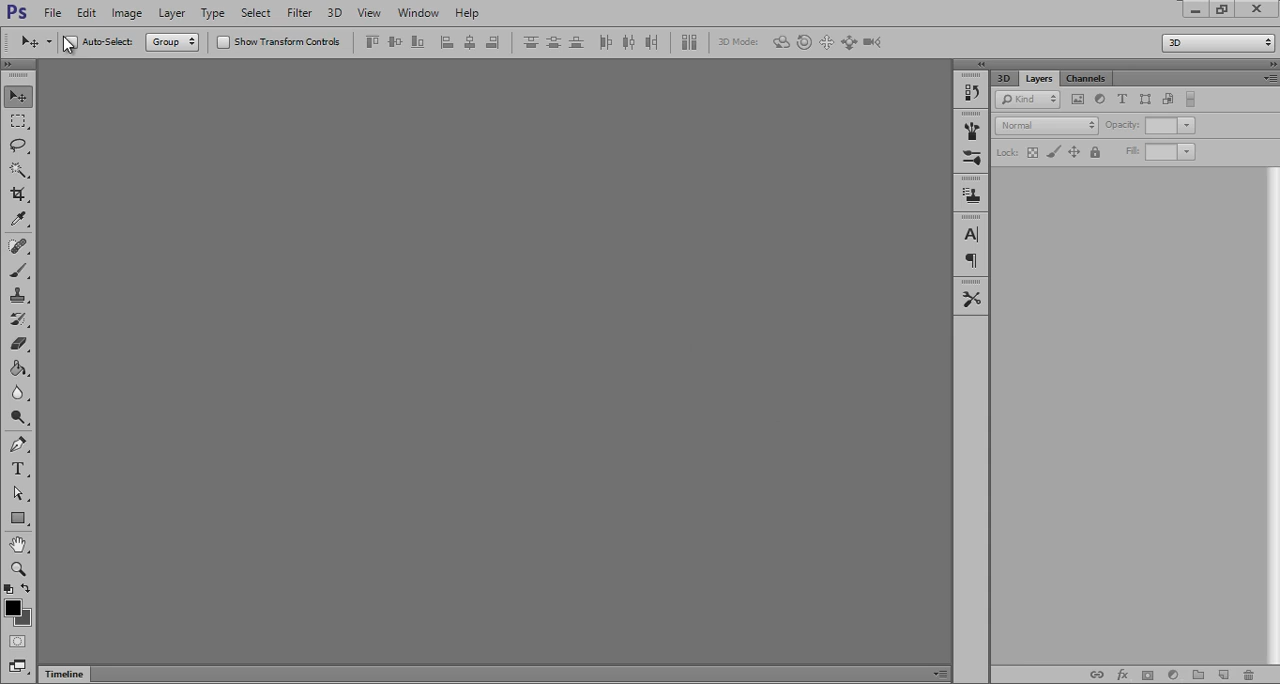 Ps File Edit Image Layer Type Select Filter 3D View Window Help
Auto-Select: Group Show Transform Controls 3D Mode: 3D
3D Layers Channels
Kind
Normal Opacity:
Lock: Fill:
Timeline